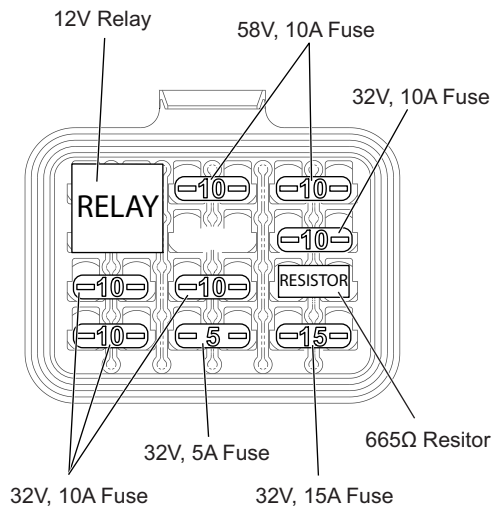 12V Relay
58V, 10A Fuse
32V, 10A Fuse
RELAY
10
10
10
10
10
RESISTOR
10
5
15
32V, 5A Fuse
665Ω Resitor
32V, 10A Fuse
32V, 15A Fuse